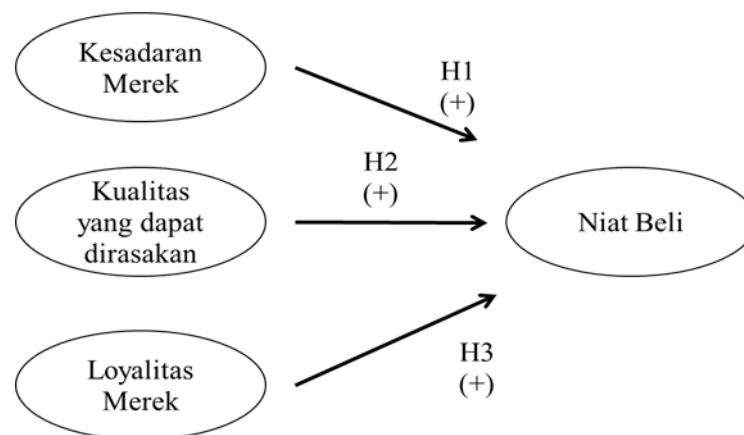 Kesadaran
Merek
H1
(+)
H2
(+)
Kualitas
yang dapat
dirasakan
Niat Beli
H3
(+)
Loyalitas
Merek